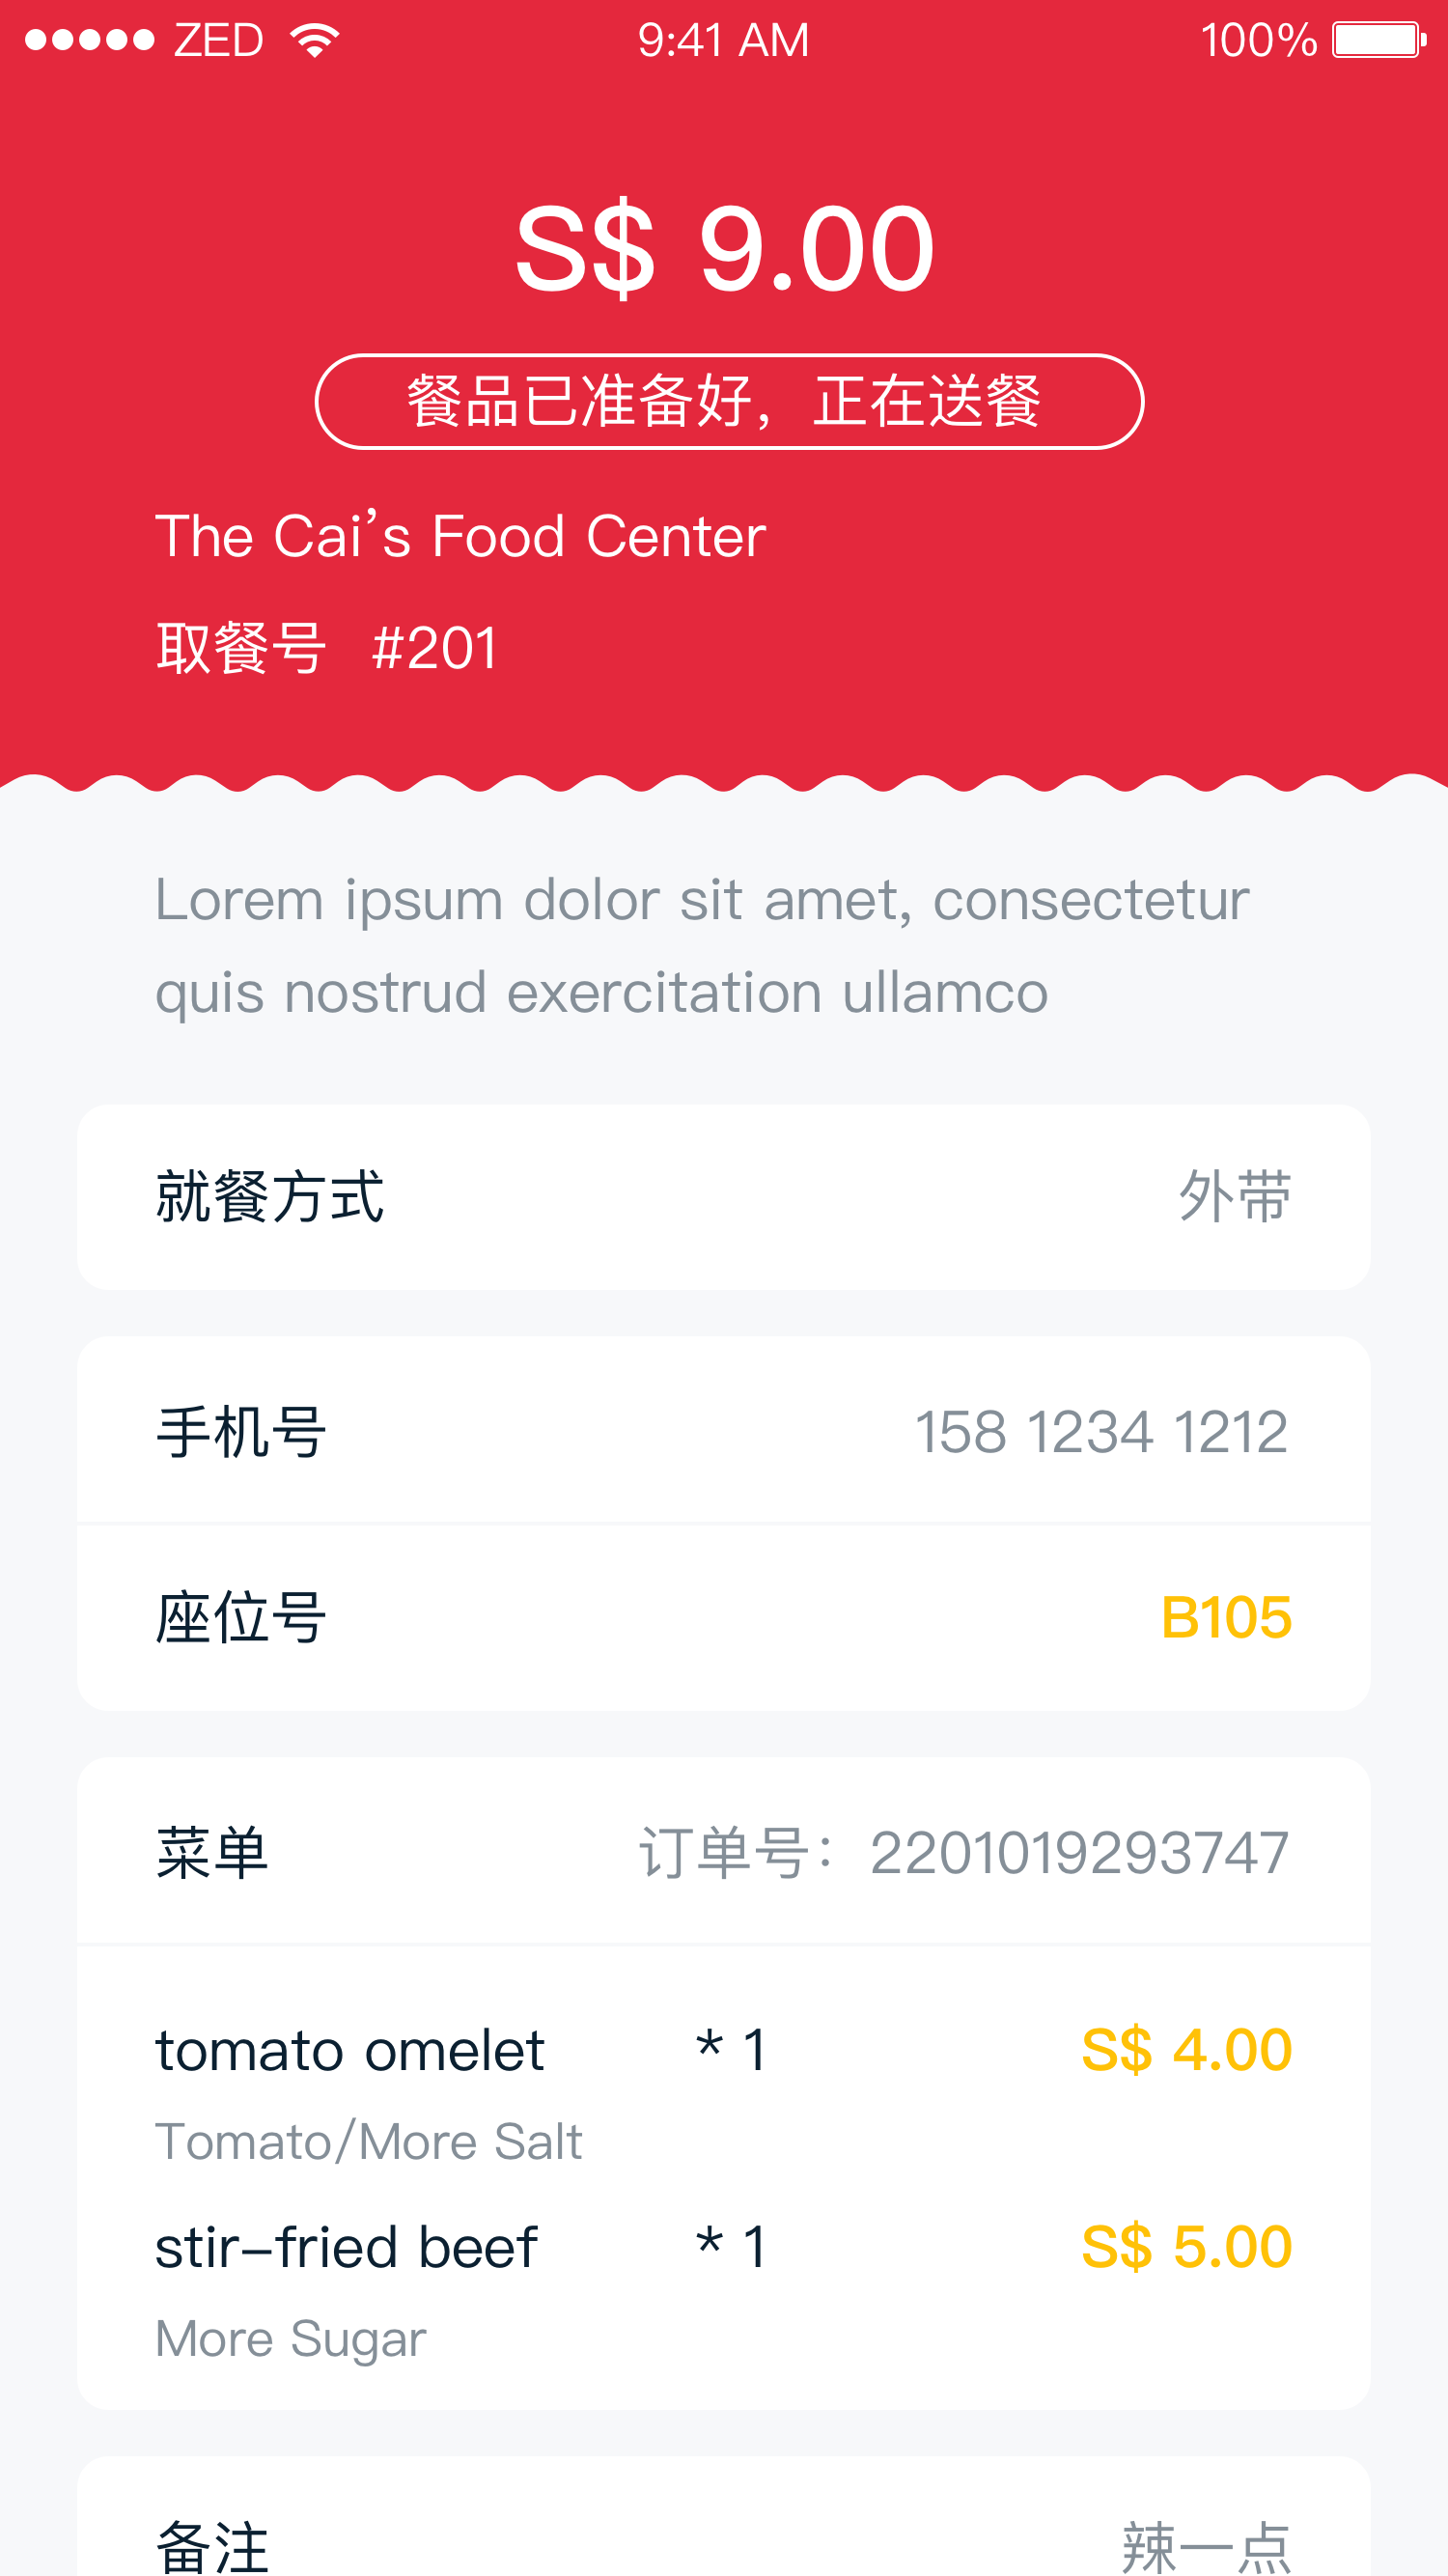 ZED 9:41 AM 100%
S$ 9.00
餐品已准备好，正在送餐
The Cai’s Food Center
取餐号 #201
Lorem ipsum dolor sit amet, consectetur
quis nostrud exercitation ullamco
就餐方式 外带
手机号 158 1234 1212
座位号 B105
菜单 订单号：2201019293747
tomato omelet * 1 S$ 4.00
Tomato/More Salt
stir-fried beef * 1 S$ 5.00
More Sugar
备注 辣一点